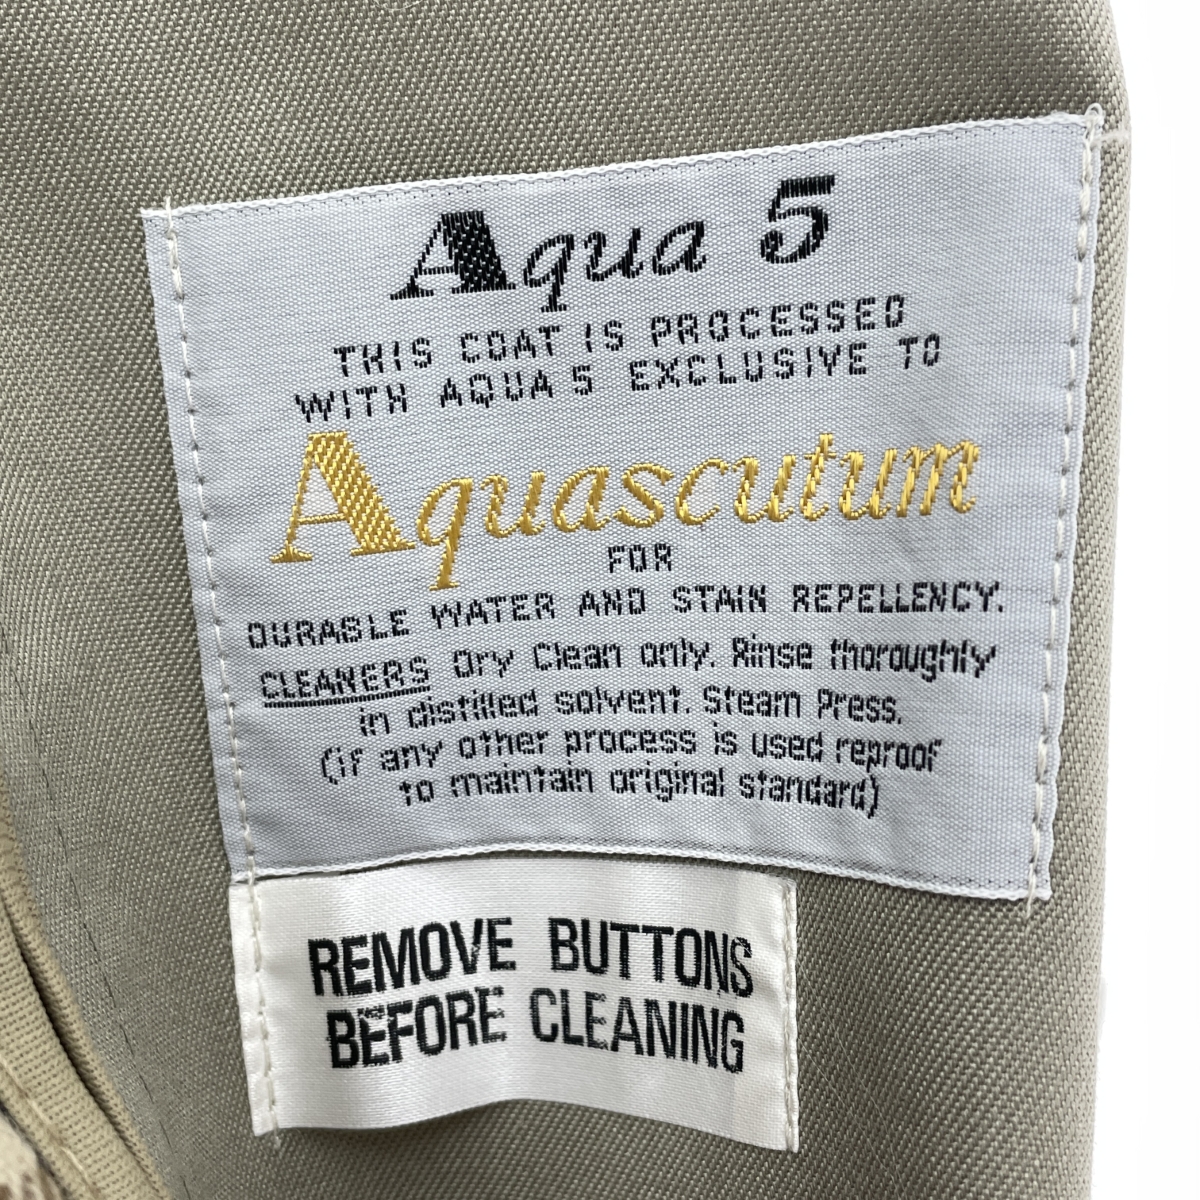 Aqua 5
THIS COAT IS PROCESSED
WITH AQUA 5 EXCLUSIVE TO
Aquascutum
FOR
DURABLE WATER AND STAIN REPELLENCY.
CLEANERS Dry Clean only. Rinse thoroughly
in distilled solvent. Steam Press.
(if any other process is used reproof
to maintain original standard)
REMOVE BUTTONS
BEFORE CLEANING